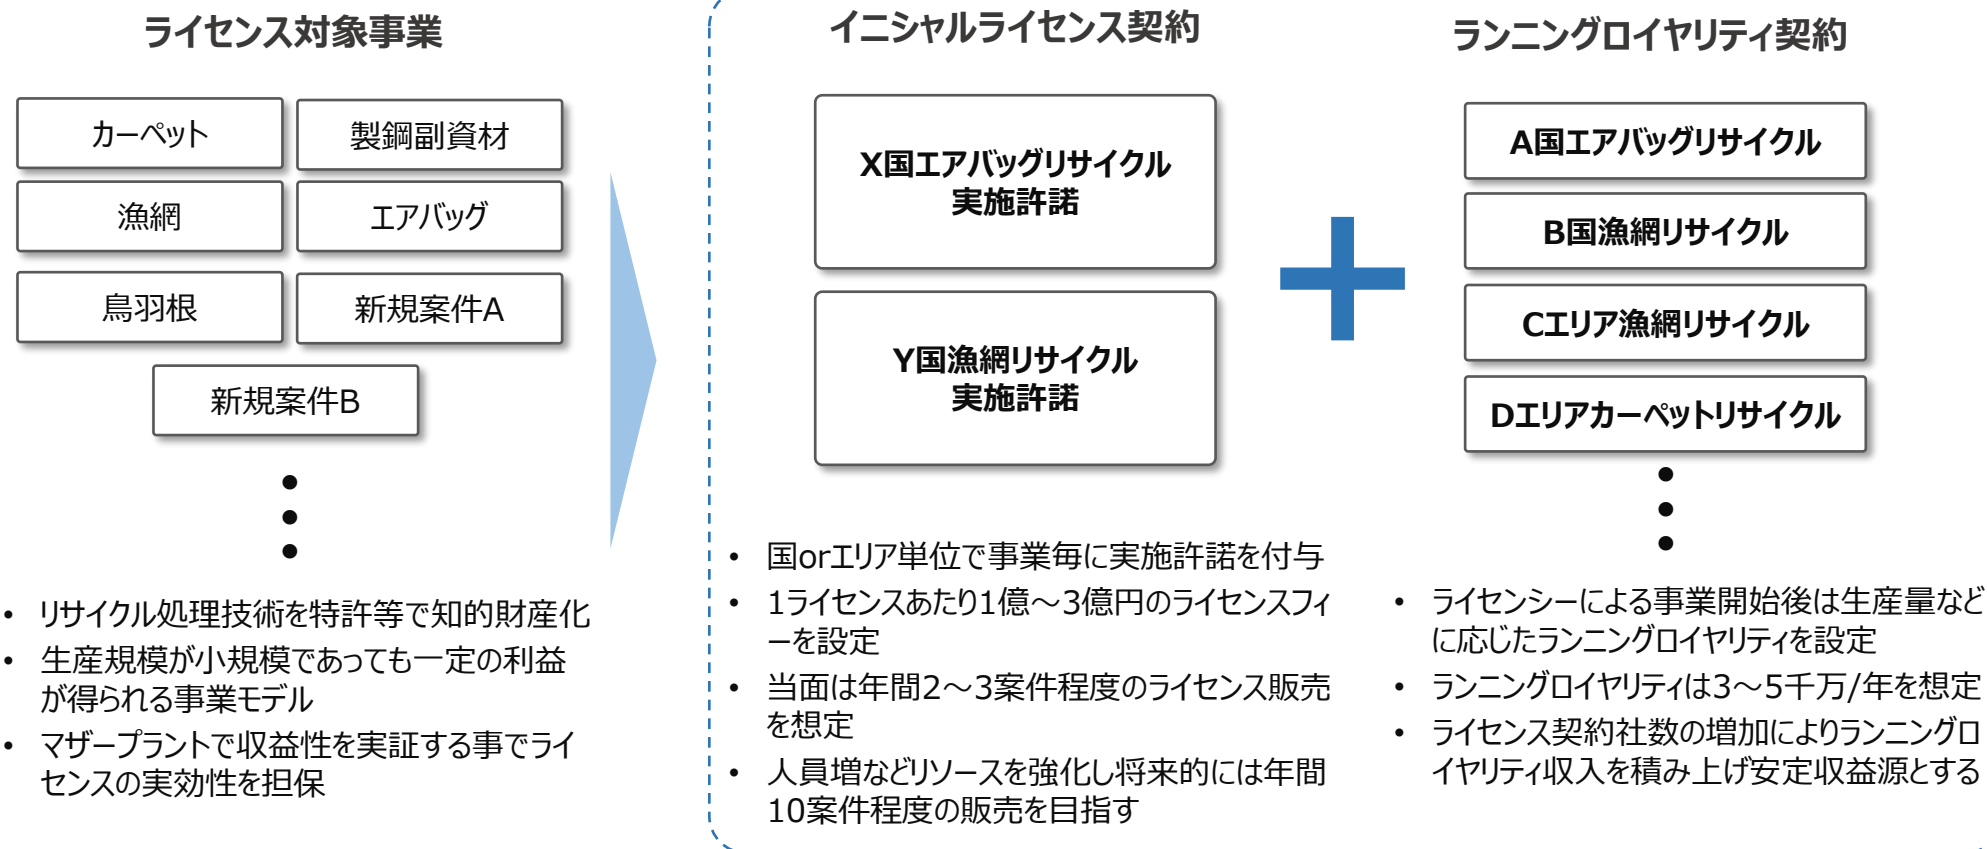 ライセンス対象事業
カーペット
製鋼副資材
漁網
エアバッグ
鳥羽根
新規案件A
新規案件B
• リサイクル処理技術を特許等で知的財産化
• 生産規模が小規模であっても一定の利益
が得られる事業モデル
• マザープラントで収益性を実証する事でライ
センスの実効性を担保
イニシャルライセンス契約
X国エアバッグリサイクル
実施許諾
Y国漁網リサイクル
実施許諾
• 国orエリア単位で事業毎に実施許諾を付与
• 1ライセンスあたり1億～3億円のライセンスフィ
ーを設定
• 当面は年間2～3案件程度のライセンス販売
を想定
• 人員増などリソースを強化し将来的には年間
10案件程度の販売を目指す
ランニングロイヤリティ契約
A国エアバッグリサイクル
B国漁網リサイクル
Cエリア漁網リサイクル
Dエリアカーペットリサイクル
• ライセンシーによる事業開始後は生産量など
に応じたランニングロイヤリティを設定
• ランニングロイヤリティは3～5千万/年を想定
• ライセンス契約社数の増加によりランニングロ
イヤリティ収入を積み上げ安定収益源とする